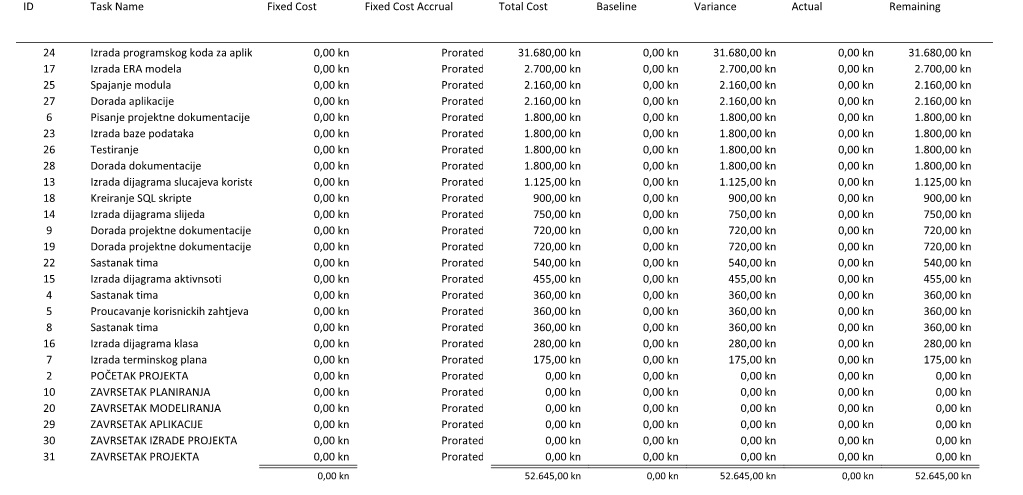 ID Task Name Fixed Cost Fixed Cost Accrual Total Cost Baseline Variance Actual Remaining
24 Izrada programskog koda za aplik 0,00 kn Prorated 31.680,00 kn 0,00 kn 31.680,00 kn 0,00 kn 31.680,00 kn
17 Izrada ERA modela 0,00 kn Prorated 2.700,00 kn 0,00 kn 2.700,00 kn 0,00 kn 2.700,00 kn
25 Spajanje modula 0,00 kn Prorated 2.160,00 kn 0,00 kn 2.160,00 kn 0,00 kn 2.160,00 kn
27 Dorada aplikacije 0,00 kn Prorated 2.160,00 kn 0,00 kn 2.160,00 kn 0,00 kn 2.160,00 kn
6 Pisanje projektne dokumentacije 0,00 kn Prorated 1.800,00 kn 0,00 kn 1.800,00 kn 0,00 kn 1.800,00 kn
23 Izrada baze podataka 0,00 kn Prorated 1.800,00 kn 0,00 kn 1.800,00 kn 0,00 kn 1.800,00 kn
26 Testiranje 0,00 kn Prorated 1.800,00 kn 0,00 kn 1.800,00 kn 0,00 kn 1.800,00 kn
28 Dorada dokumentacije 0,00 kn Prorated 1.800,00 kn 0,00 kn 1.800,00 kn 0,00 kn 1.800,00 kn
13 Izrada dijagrama slucajeva koriste 0,00 kn Prorated 1.125,00 kn 0,00 kn 1.125,00 kn 0,00 kn 1.125,00 kn
18 Kreiranje SQL skripte 0,00 kn Prorated 900,00 kn 0,00 kn 900,00 kn 0,00 kn 900,00 kn
14 Izrada dijagrama slijeda 0,00 kn Prorated 750,00 kn 0,00 kn 750,00 kn 0,00 kn 750,00 kn
9 Dorada projektne dokumentacije 0,00 kn Prorated 720,00 kn 0,00 kn 720,00 kn 0,00 kn 720,00 kn
19 Dorada projektne dokumentacije 0,00 kn Prorated 720,00 kn 0,00 kn 720,00 kn 0,00 kn 720,00 kn
22 Sastanak tima 0,00 kn Prorated 540,00 kn 0,00 kn 540,00 kn 0,00 kn 540,00 kn
15 Izrada dijagrama aktivnsoti 0,00 kn Prorated 455,00 kn 0,00 kn 455,00 kn 0,00 kn 455,00 kn
4 Sastanak tima 0,00 kn Prorated 360,00 kn 0,00 kn 360,00 kn 0,00 kn 360,00 kn
5 Proucavanje korisnickih zahtjeva 0,00 kn Prorated 360,00 kn 0,00 kn 360,00 kn 0,00 kn 360,00 kn
8 Sastanak tima 0,00 kn Prorated 360,00 kn 0,00 kn 360,00 kn 0,00 kn 360,00 kn
16 Izrada dijagrama klasa 0,00 kn Prorated 280,00 kn 0,00 kn 280,00 kn 0,00 kn 280,00 kn
7 Izrada terminskog plana 0,00 kn Prorated 175,00 kn 0,00 kn 175,00 kn 0,00 kn 175,00 kn
2 POČETAK PROJEKTA 0,00 kn Prorated 0,00 kn 0,00 kn 0,00 kn 0,00 kn 0,00 kn
10 ZAVRSETAK PLANIRANJA 0,00 kn Prorated 0,00 kn 0,00 kn 0,00 kn 0,00 kn 0,00 kn
20 ZAVRSETAK MODELIRANJA 0,00 kn Prorated 0,00 kn 0,00 kn 0,00 kn 0,00 kn 0,00 kn
29 ZAVRSETAK APLIKACIJE 0,00 kn Prorated 0,00 kn 0,00 kn 0,00 kn 0,00 kn 0,00 kn
30 ZAVRSETAK IZRADE PROJEKTA 0,00 kn Prorated 0,00 kn 0,00 kn 0,00 kn 0,00 kn 0,00 kn
31 ZAVRSETAK PROJEKTA 0,00 kn Prorated 0,00 kn 0,00 kn 0,00 kn 0,00 kn 0,00 kn
0,00 kn 52.645,00 kn 0,00 kn 52.645,00 kn 0,00 kn 52.645,00 kn